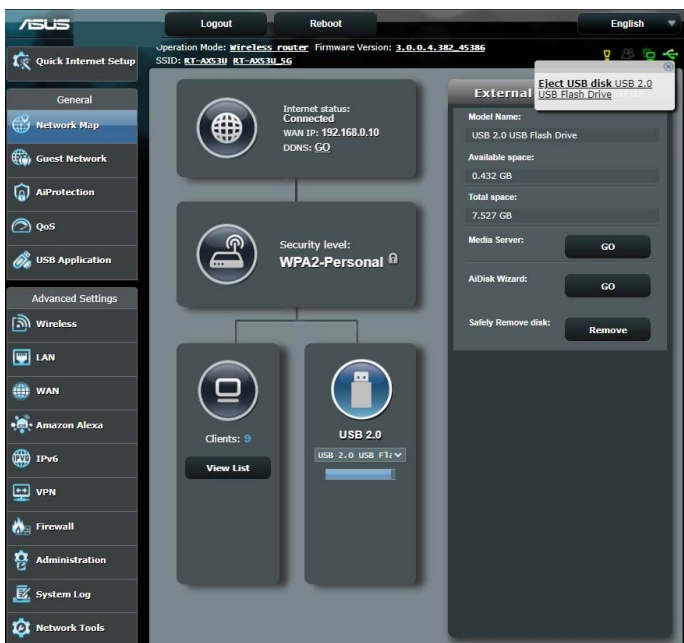 ASUS
Logout
Reboot
English
Quick Internet Setup
General
Network Map
Guest Network
AiProtection
QoS
USB Application
Advanced Settings
Wireless
LAN
WAN
Amazon Alexa
IPv6
VPN
Firewall
Administration
System Log
Network Tools
Operation Mode: Wireless router Firmware Version: 3.0.0.4.382_45386
SSID: RT-AX53U RT-AX53U_5G
Internet status:
Connected
WAN IP: 192.168.0.10
DDNS: GO
Security level:
WPA2-Personal
Clients: 9
View List
USB 2.0
USB 2.0 USB Fla
Eject USB disk USB 2.0
USB Flash Drive
External
Model Name:
USB 2.0 USB Flash Drive
Available space:
0.432 GB
Total space:
7.527 GB
Media Server:
GO
AiDisk Wizard:
GO
Safely Remove disk:
Remove